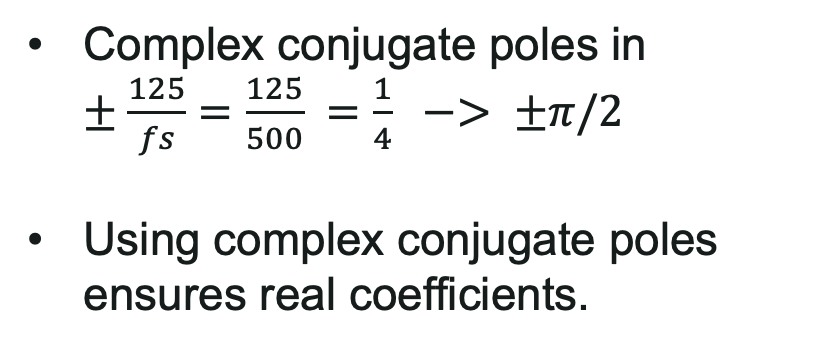 • Complex conjugate poles in
± 125/fs = 125/500 = 1/4 −> ±π/2
• Using complex conjugate poles
ensures real coefficients.